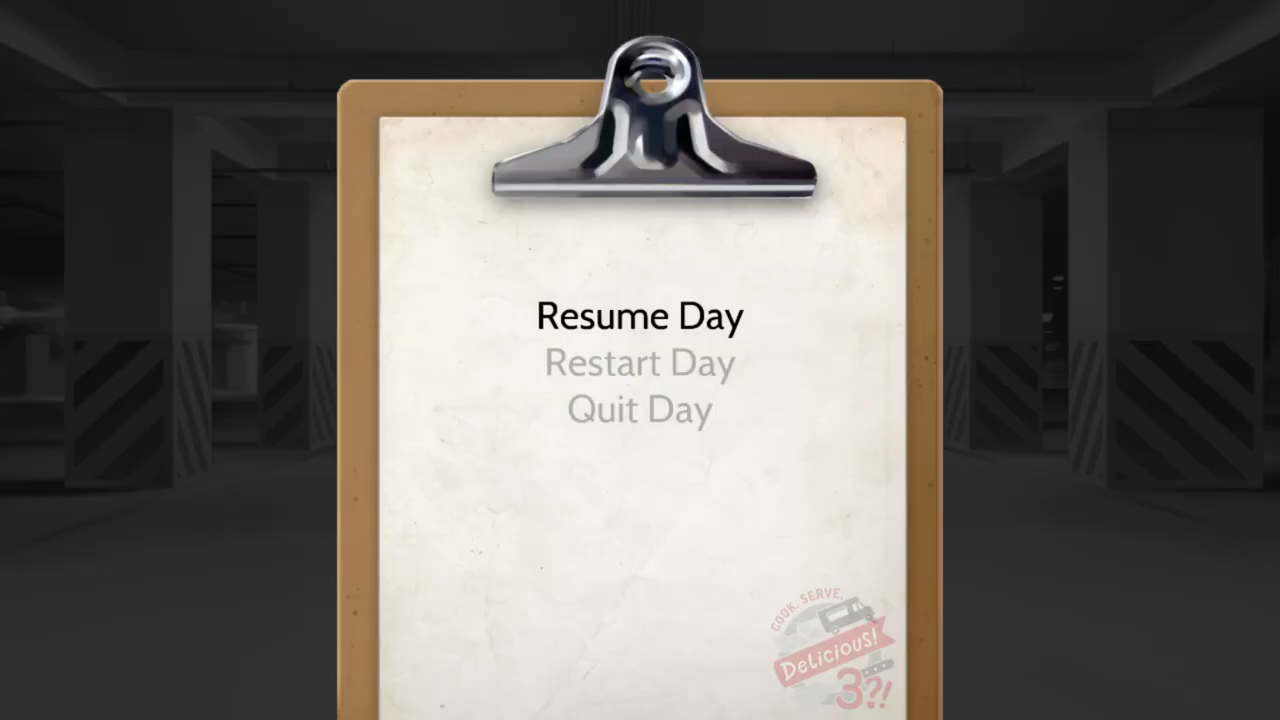 Resume Day
Restart Day
Quit Day
COOK, SERVE,
Delicious!
3?!